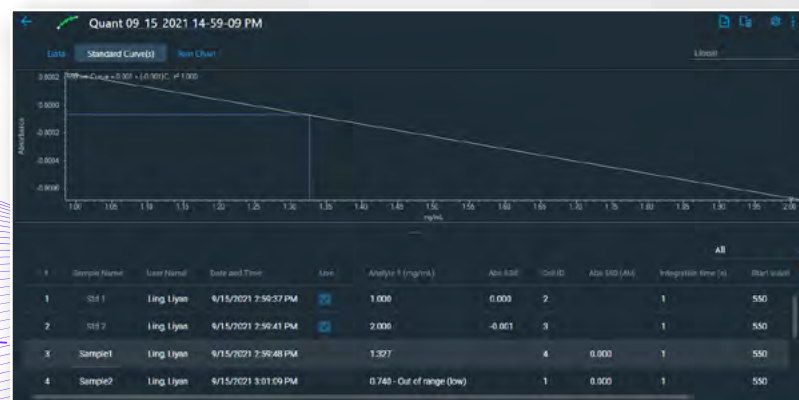 Quant 09 15 2021 14-59-09 PM
Data Standard Curve(s) Run Chart Linear
r² 1.000
0.0002
0.0000
-0.0002
-0.0004
-0.0006
Absorbance
1.00 1.05 1.10 1.15 1.20 1.25 1.30 1.35 1.40 1.45 1.50 1.55 1.60 1.65 1.70 1.75 1.80 1.85 1.90 1.95 2.00
mg/mL
All
# Sample Name User Name Date and Time Live Analyte 1 (mg/mL) Abs 550 Cell ID Integration time (s) Start
1 Std 1 Ling, Liyan 9/15/2021 2:59:37 PM 1.000 0.000 2 1 550
2 Std 2 Ling, Liyan 9/15/2021 2:59:41 PM 2.000 -0.001 3 1 550
3 Sample1 Ling, Liyan 9/15/2021 2:59:48 PM 1.327 4 0.000 1 550
4 Sample2 Ling, Liyan 9/15/2021 3:01:09 PM 0.740 - Out of range (low) 1 0.000 1 550